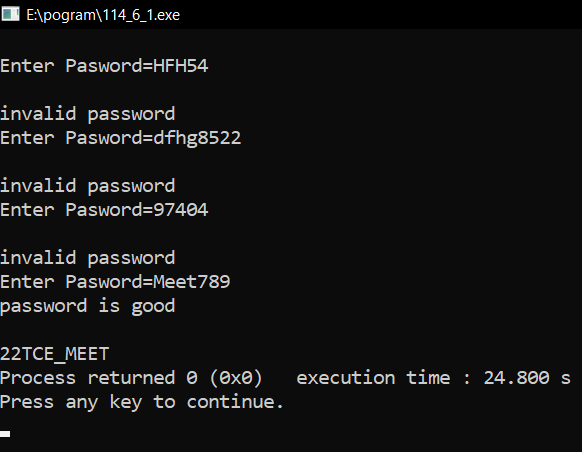 E:\pogram\114_6_1.exe
Enter Pasword=HFH54
invalid password
Enter Pasword=dfhg8522
invalid password
Enter Pasword=97404
invalid password
Enter Pasword=Meet789
password is good
22TCE_MEET
Process returned 0 (0x0)   execution time : 24.800 s
Press any key to continue.